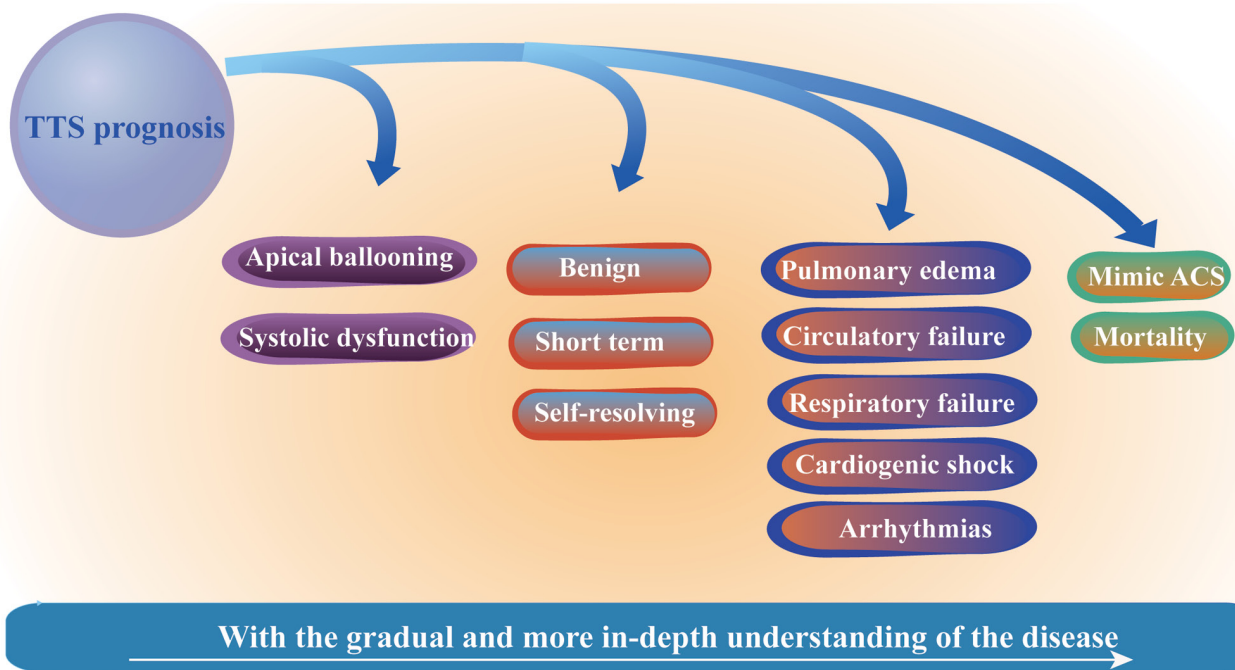 TTS prognosis
Apical ballooning
Systolic dysfunction
Benign
Short term
Self-resolving
Pulmonary edema
Circulatory failure
Respiratory failure
Cardiogenic shock
Arrhythmias
Mimic ACS
Mortality
With the gradual and more in-depth understanding of the disease